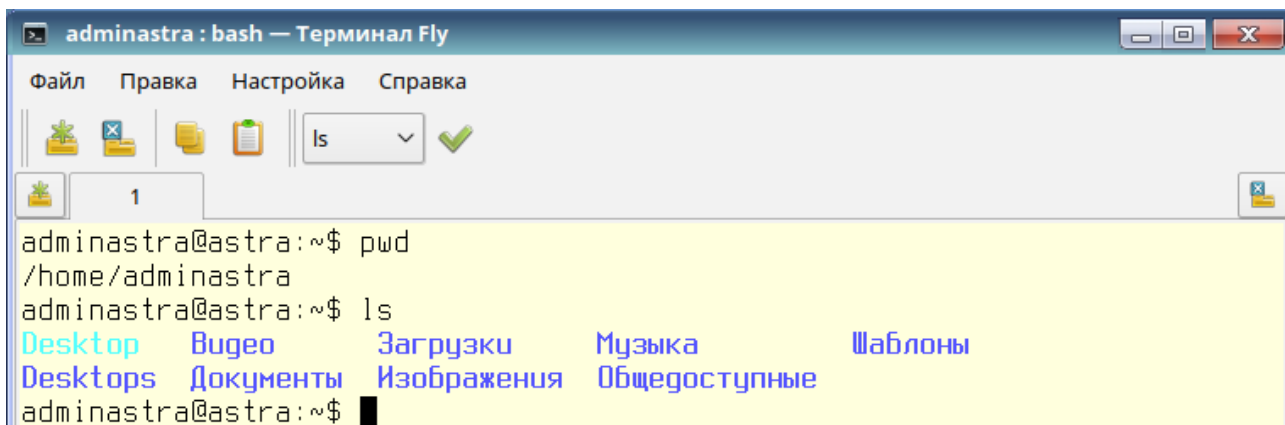 adminastra : bash — Терминал Fly
Файл Правка Настройка Справка
ls
1
adminastra@astra:~$ pwd
/home/adminastra
adminastra@astra:~$ ls
Desktop Видео Загрузки Музыка Шаблоны
Desktops Документы Изображения Общедоступные
adminastra@astra:~$